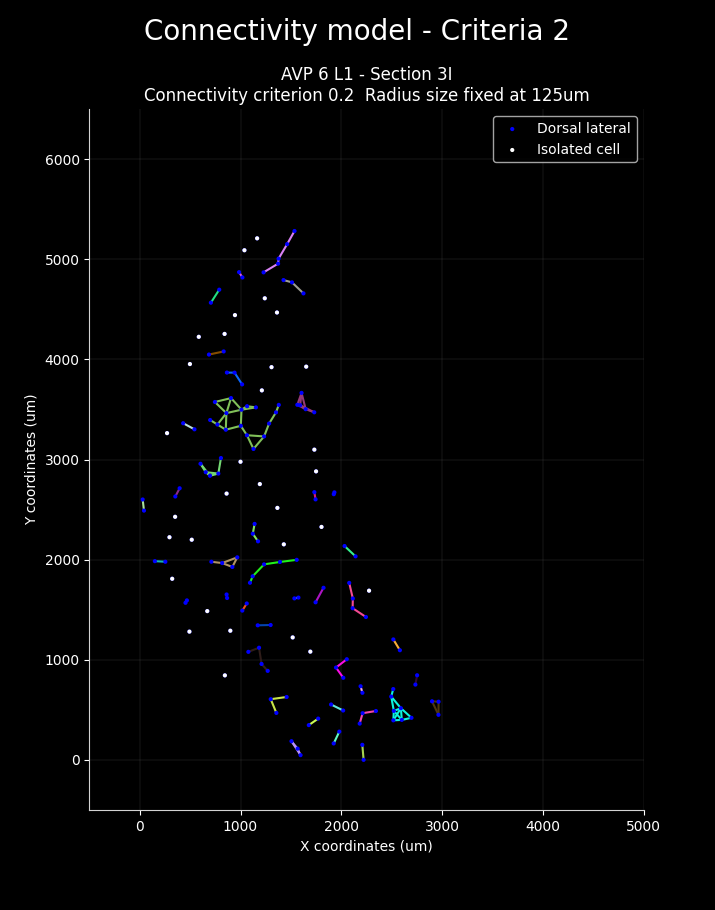 Connectivity model - Criteria 2
AVP 6 L1 - Section 3I
Connectivity criterion 0.2  Radius size fixed at 125um
Dorsal lateral
Isolated cell
6000
5000
4000
3000
2000
1000
0
Y coordinates (um)
0 1000 2000 3000 4000 5000
X coordinates (um)